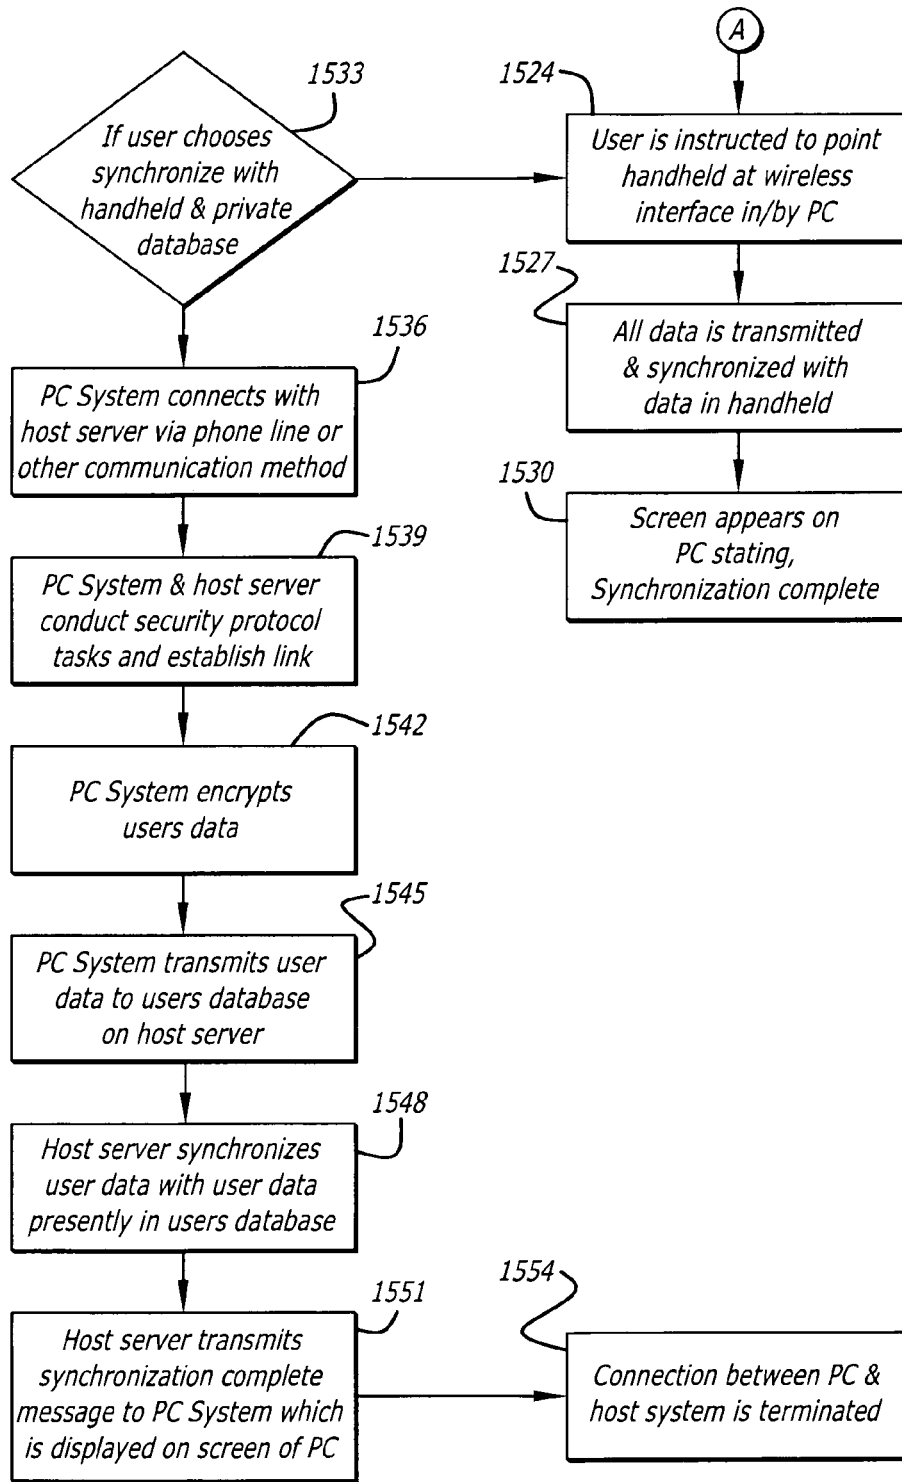 1533
If user chooses
synchronize with
handheld & private
database
1536
PC System connects with
host server via phone line or
other communication method
1539
PC System & host server
conduct security protocol
tasks and establish link
1542
PC System encrypts
users data
1545
PC System transmits user
data to users database
on host server
1548
Host server synchronizes
user data with user data
presently in users database
1551
Host server transmits
synchronization complete
message to PC System which
is displayed on screen of PC
A
1524
User is instructed to point
handheld at wireless
interface in/by PC
1527
All data is transmitted
& synchronized with
data in handheld
1530
Screen appears on
PC stating,
Synchronization complete
1554
Connection between PC &
host system is terminated